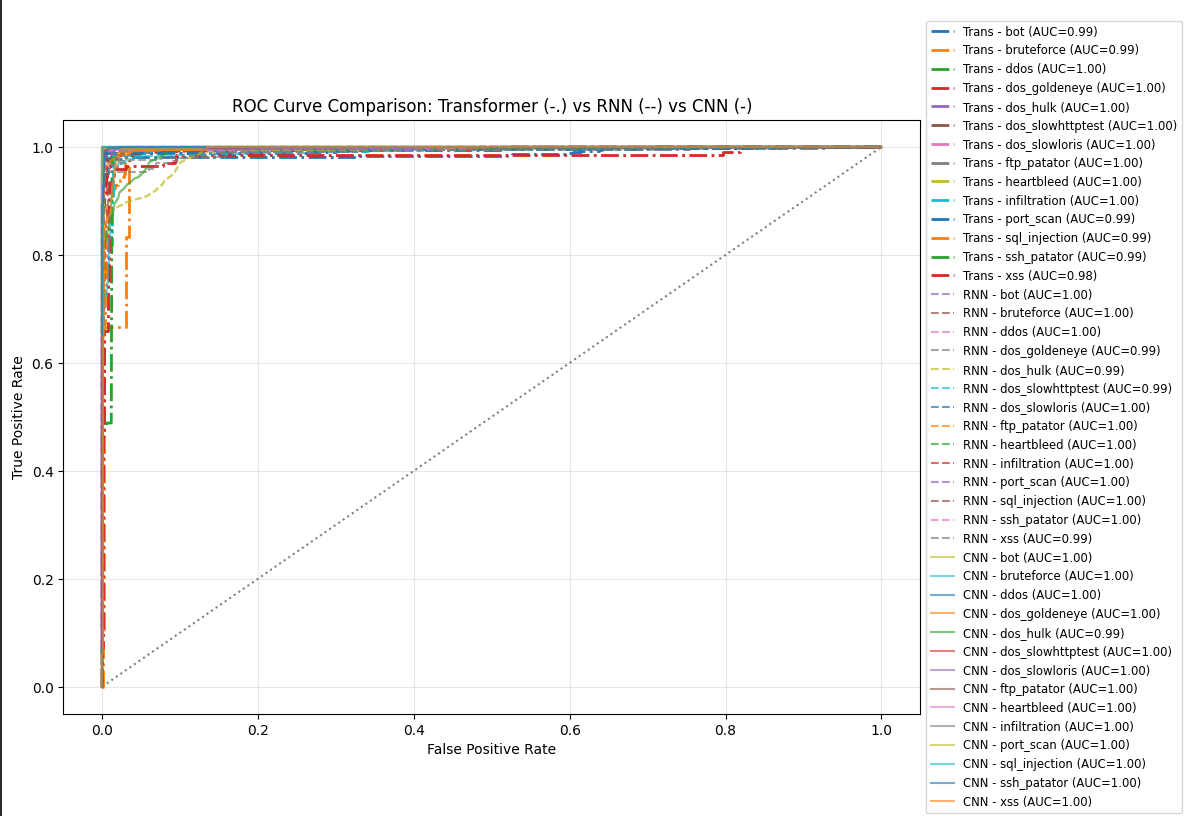 ROC Curve Comparison: Transformer (-.) vs RNN (--) vs CNN (-)
True Positive Rate
1.0
0.8
0.6
0.4
0.2
0.0
0.0 0.2 0.4 0.6 0.8 1.0
False Positive Rate
Trans - bot (AUC=0.99)
Trans - bruteforce (AUC=0.99)
Trans - ddos (AUC=1.00)
Trans - dos_goldeneye (AUC=1.00)
Trans - dos_hulk (AUC=1.00)
Trans - dos_slowhttptest (AUC=1.00)
Trans - dos_slowloris (AUC=1.00)
Trans - ftp_patator (AUC=1.00)
Trans - heartbleed (AUC=1.00)
Trans - infiltration (AUC=1.00)
Trans - port_scan (AUC=0.99)
Trans - sql_injection (AUC=0.99)
Trans - ssh_patator (AUC=0.99)
Trans - xss (AUC=0.98)
RNN - bot (AUC=1.00)
RNN - bruteforce (AUC=1.00)
RNN - ddos (AUC=1.00)
RNN - dos_goldeneye (AUC=0.99)
RNN - dos_hulk (AUC=0.99)
RNN - dos_slowhttptest (AUC=0.99)
RNN - dos_slowloris (AUC=1.00)
RNN - ftp_patator (AUC=1.00)
RNN - heartbleed (AUC=1.00)
RNN - infiltration (AUC=1.00)
RNN - port_scan (AUC=1.00)
RNN - sql_injection (AUC=1.00)
RNN - ssh_patator (AUC=1.00)
RNN - xss (AUC=0.99)
CNN - bot (AUC=1.00)
CNN - bruteforce (AUC=1.00)
CNN - ddos (AUC=1.00)
CNN - dos_goldeneye (AUC=1.00)
CNN - dos_hulk (AUC=0.99)
CNN - dos_slowhttptest (AUC=1.00)
CNN - dos_slowloris (AUC=1.00)
CNN - ftp_patator (AUC=1.00)
CNN - heartbleed (AUC=1.00)
CNN - infiltration (AUC=1.00)
CNN - port_scan (AUC=1.00)
CNN - sql_injection (AUC=1.00)
CNN - ssh_patator (AUC=1.00)
CNN - xss (AUC=1.00)